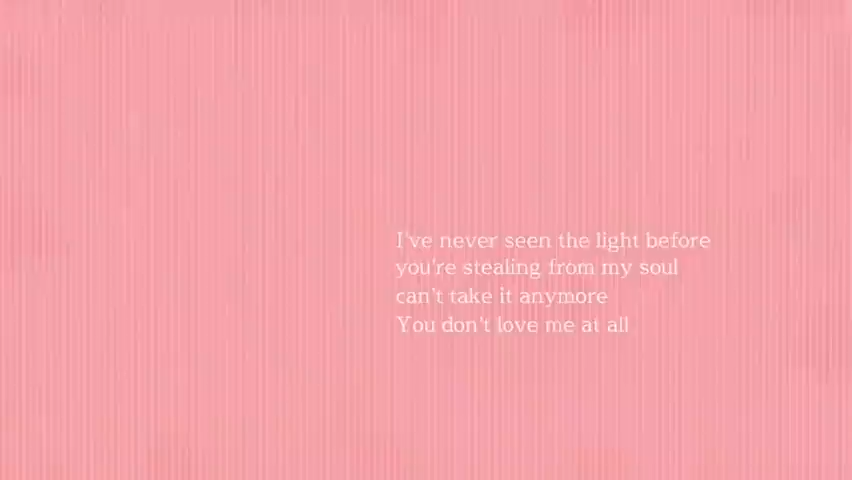 I've never seen the light before
you're stealing from my soul
can't take it anymore
You don't love me at all